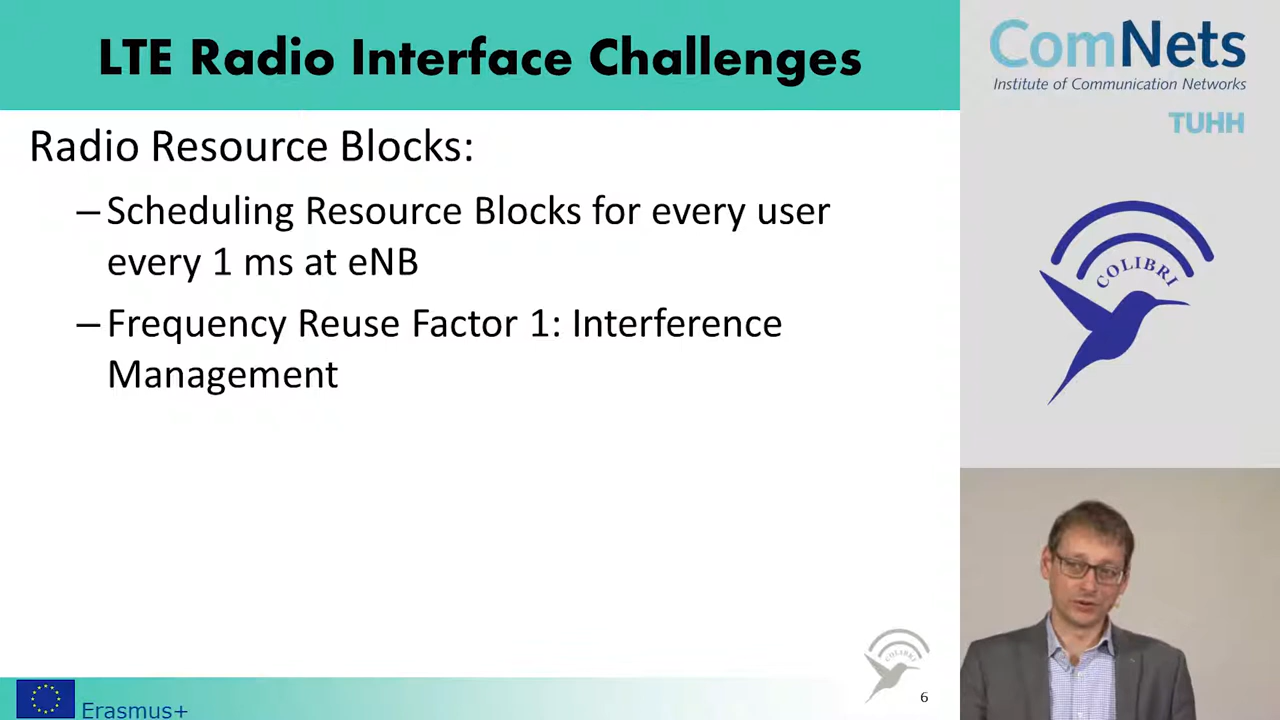 LTE Radio Interface Challenges
Radio Resource Blocks:
–Scheduling Resource Blocks for every user
every 1 ms at eNB
–Frequency Reuse Factor 1: Interference
Management
ComNets
Institute of Communication Networks
TUHH
COLIBRI
COLIBRI
6
Erasmus+